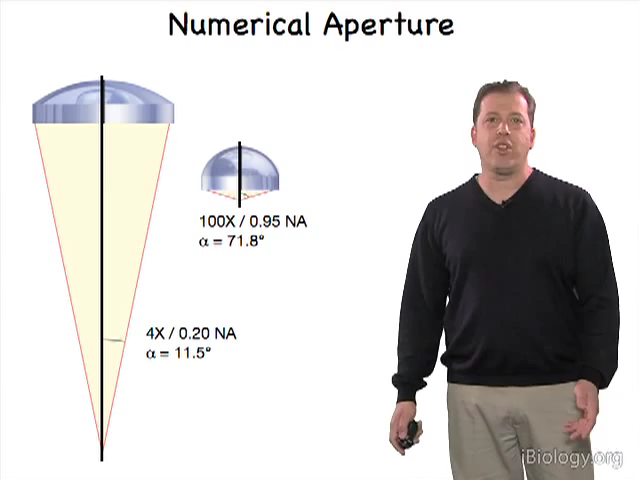 Numerical Aperture
100X / 0.95 NA
α = 71.8°
4X / 0.20 NA
α = 11.5°
iBiology.org